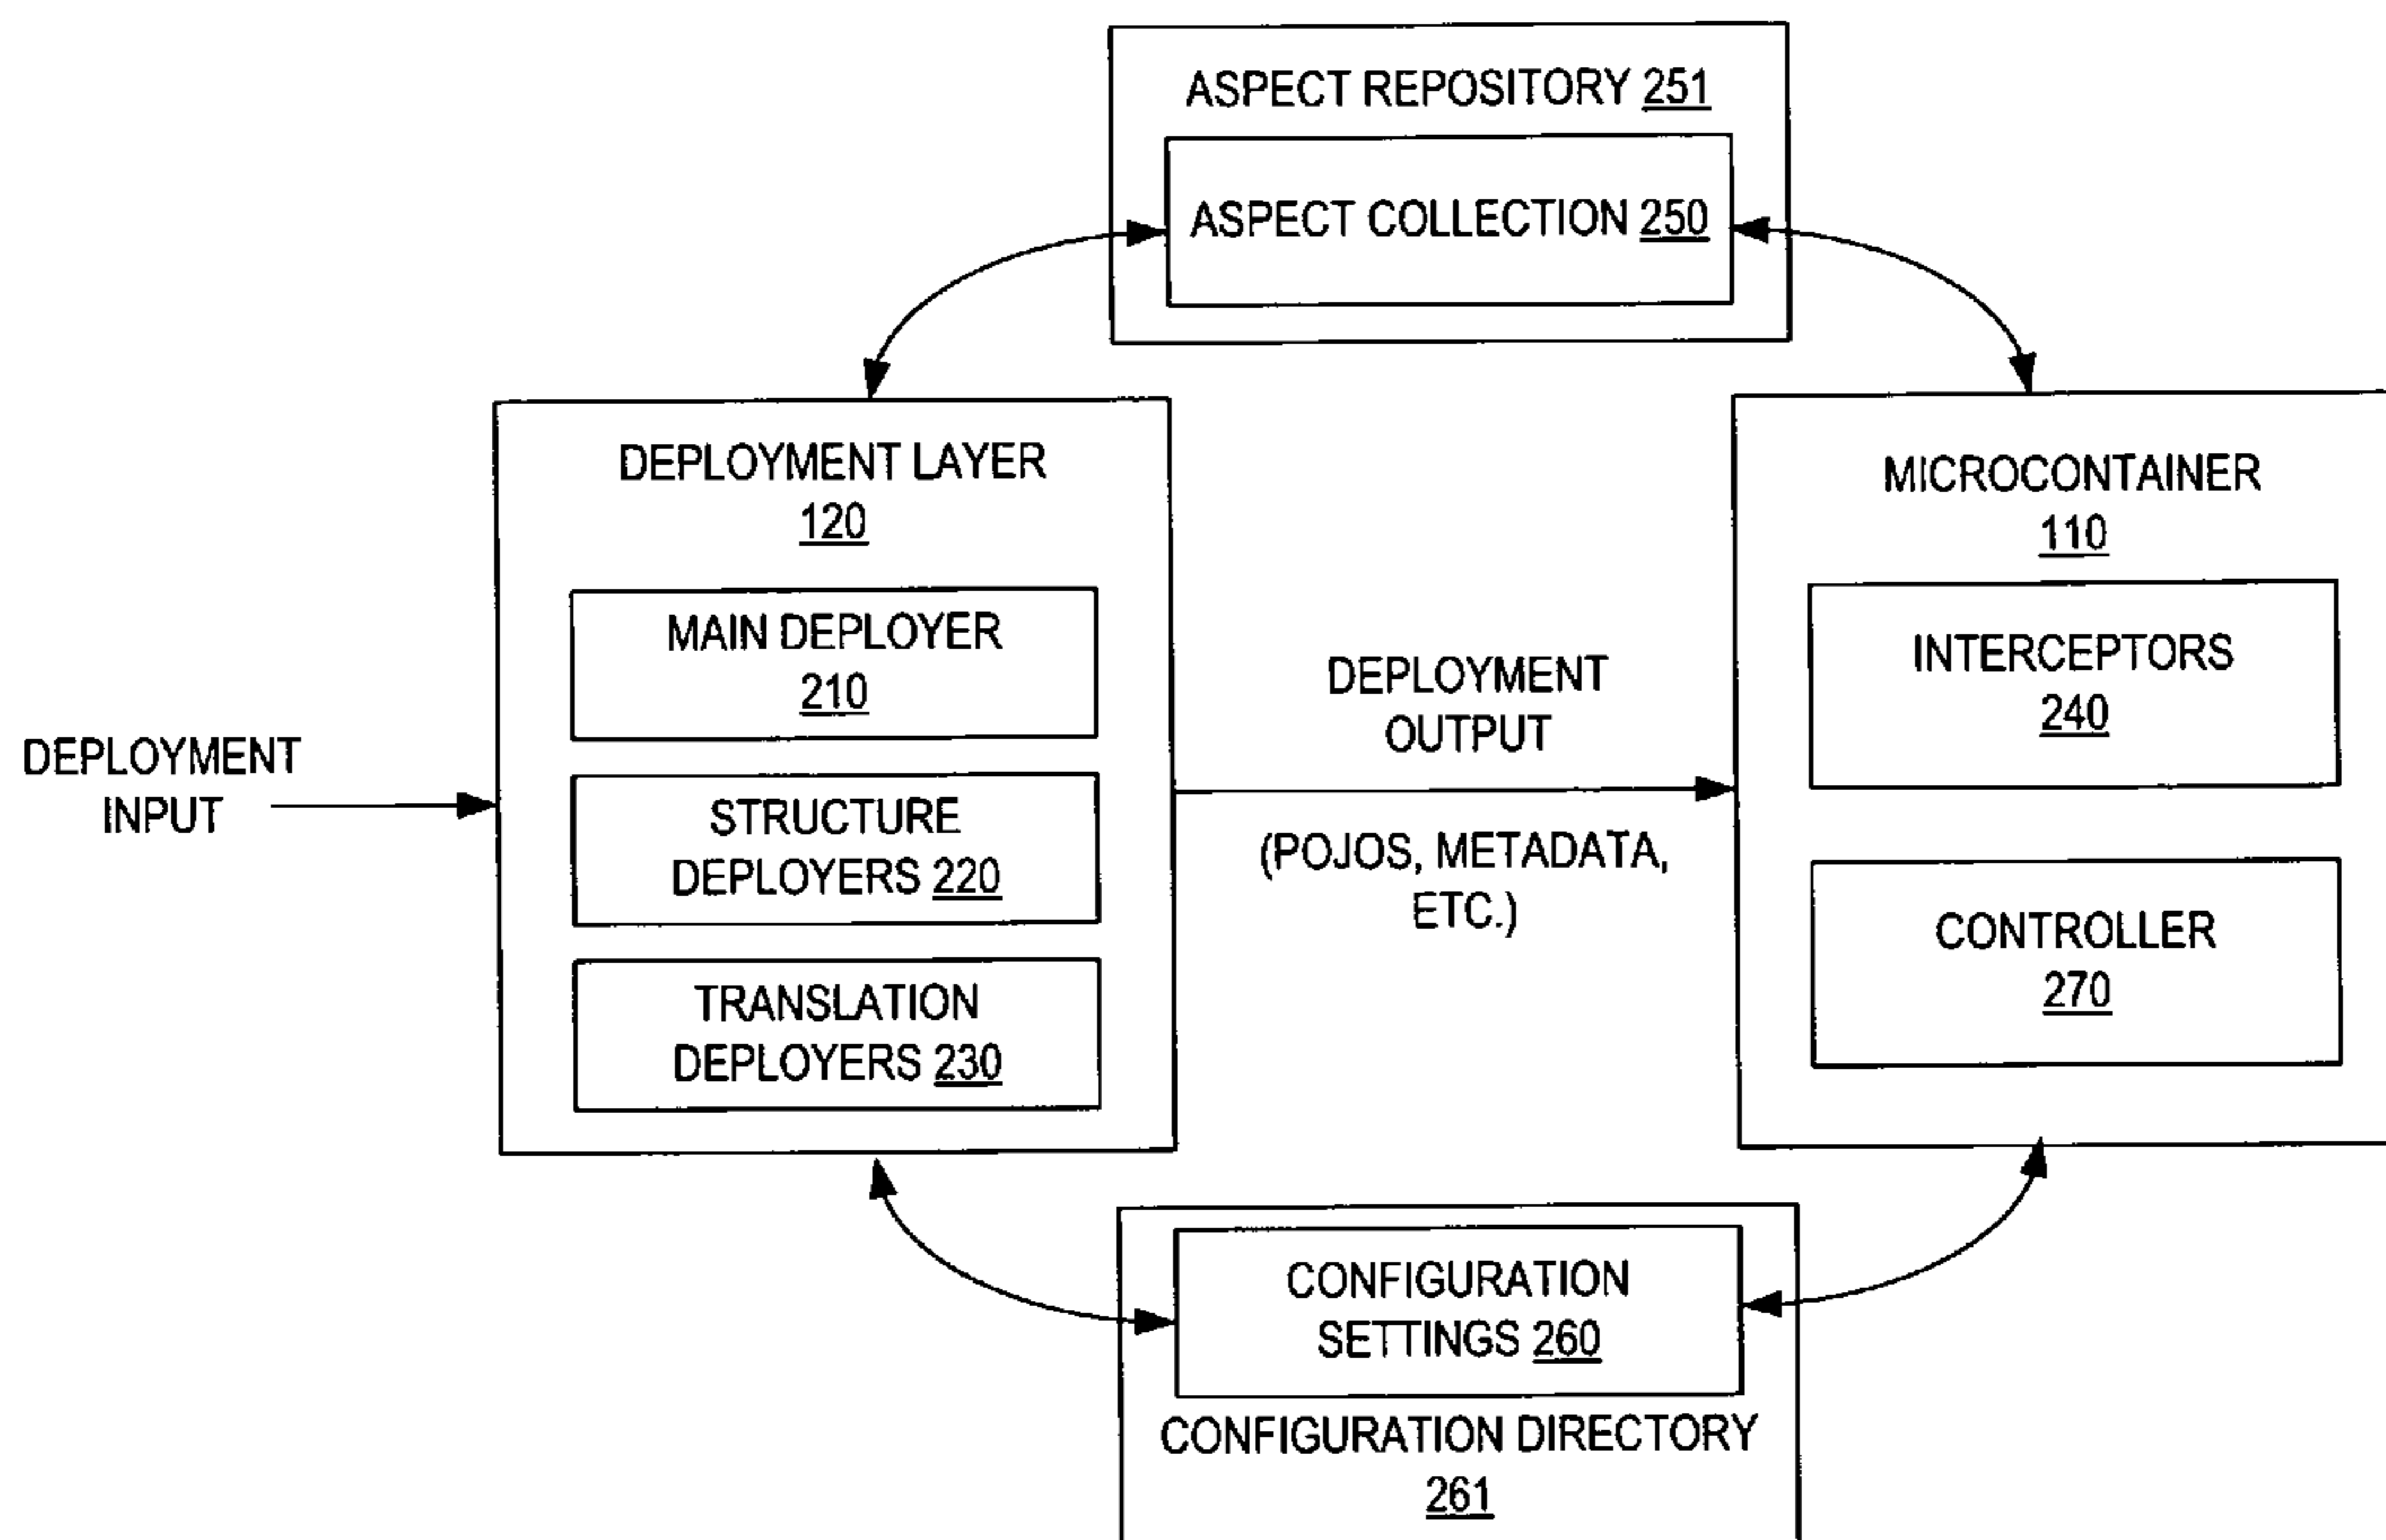 ASPECT REPOSITORY 251
ASPECT COLLECTION 250
DEPLOYMENT LAYER
120
MAIN DEPLOYER
210
STRUCTURE
DEPLOYERS 220
TRANSLATION
DEPLOYERS 230
DEPLOYMENT
INPUT
DEPLOYMENT
OUTPUT
(POJOS, METADATA,
ETC.)
MICROCONTAINER
110
INTERCEPTORS
240
CONTROLLER
270
CONFIGURATION
SETTINGS 260
CONFIGURATION DIRECTORY
261